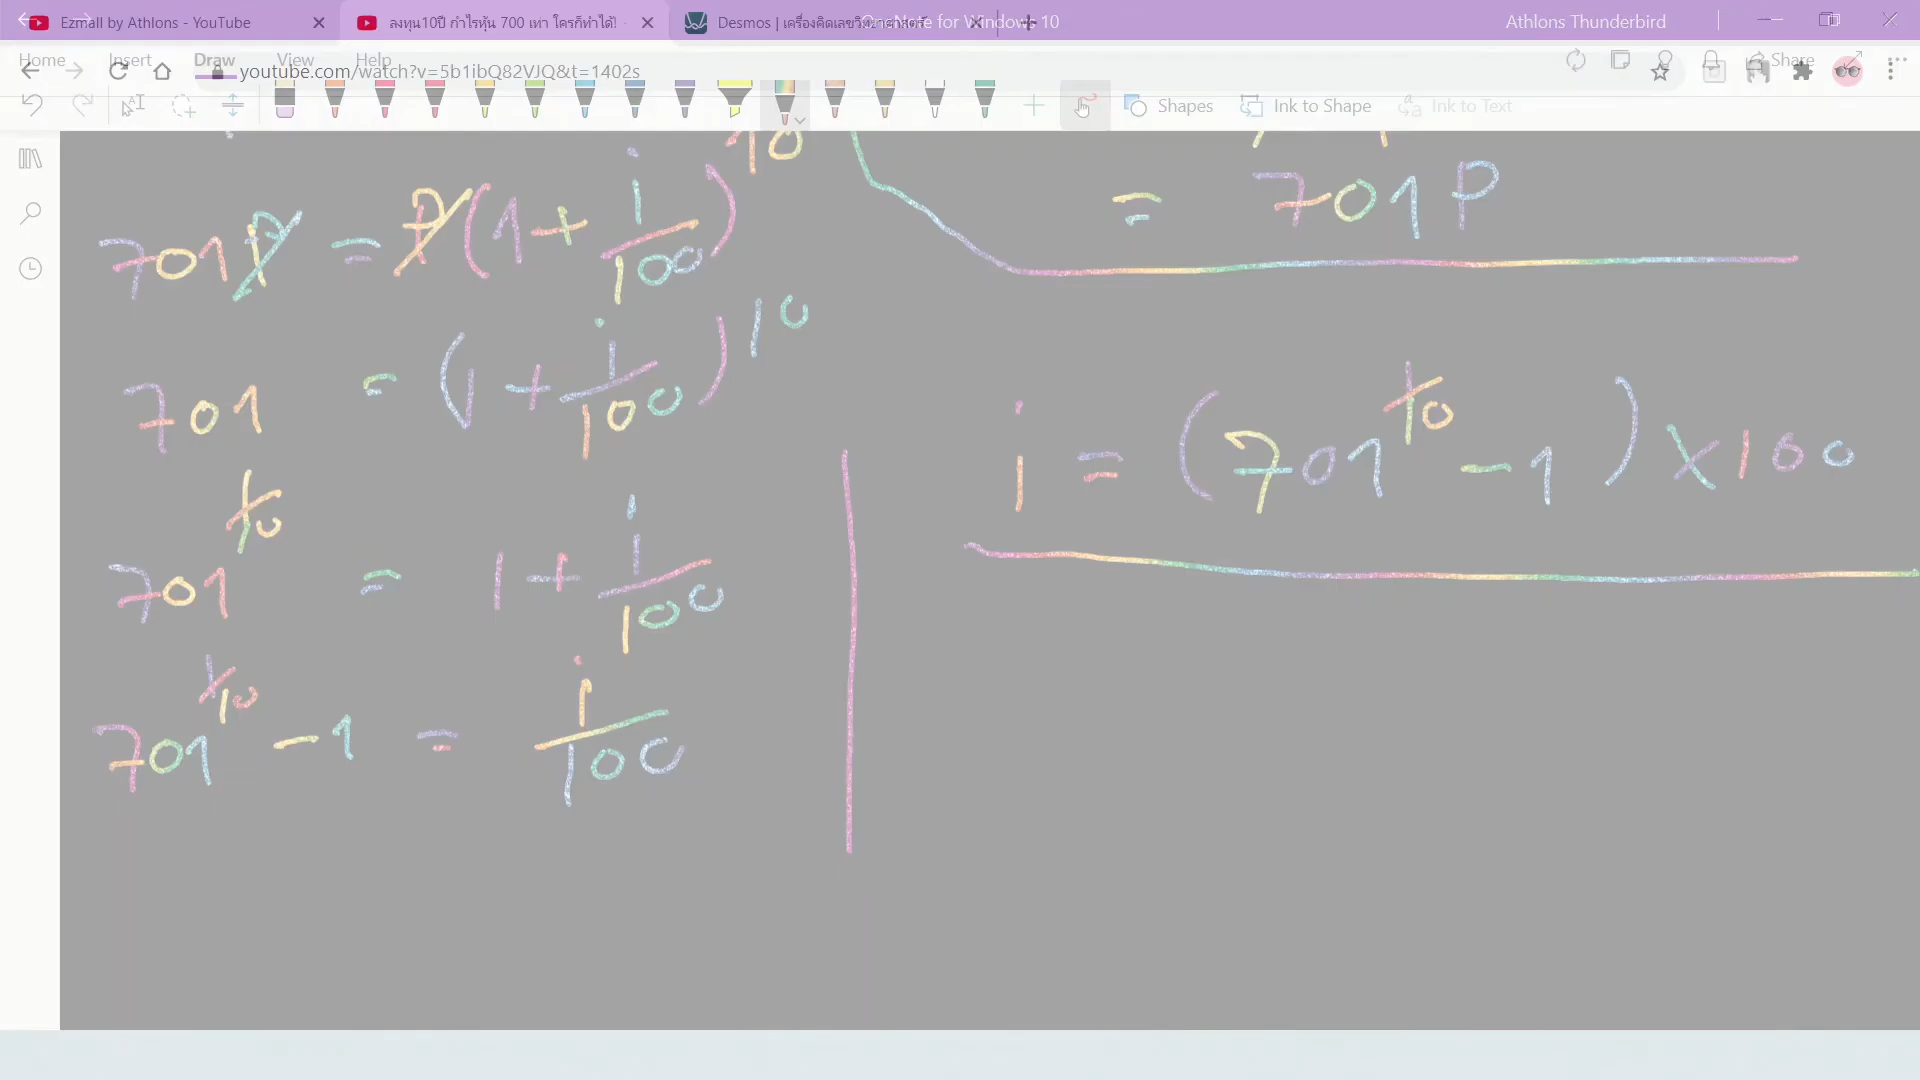 Ezmall by Athlons - YouTube
ลงทุน10ปี กำไรหุ้น 700 เท่า ใครก็ทำได้!
Desmos | เครื่องคิดเลขวิทยาศาสตร์
OneNote for Windows 10
Athlons Thunderbird
Home Insert Draw View Help
youtube.com/watch?v=5b1ibQ82VJQ&t=1402s
Share
Shapes
Ink to Shape
Ink to Text
701P = P(1 + i/100)^10
= 701P
701 = (1 + i/100)^10
i = (701^1/10 - 1) × 100
701^1/10 = 1 + i/100
701^1/10 - 1 = i/100